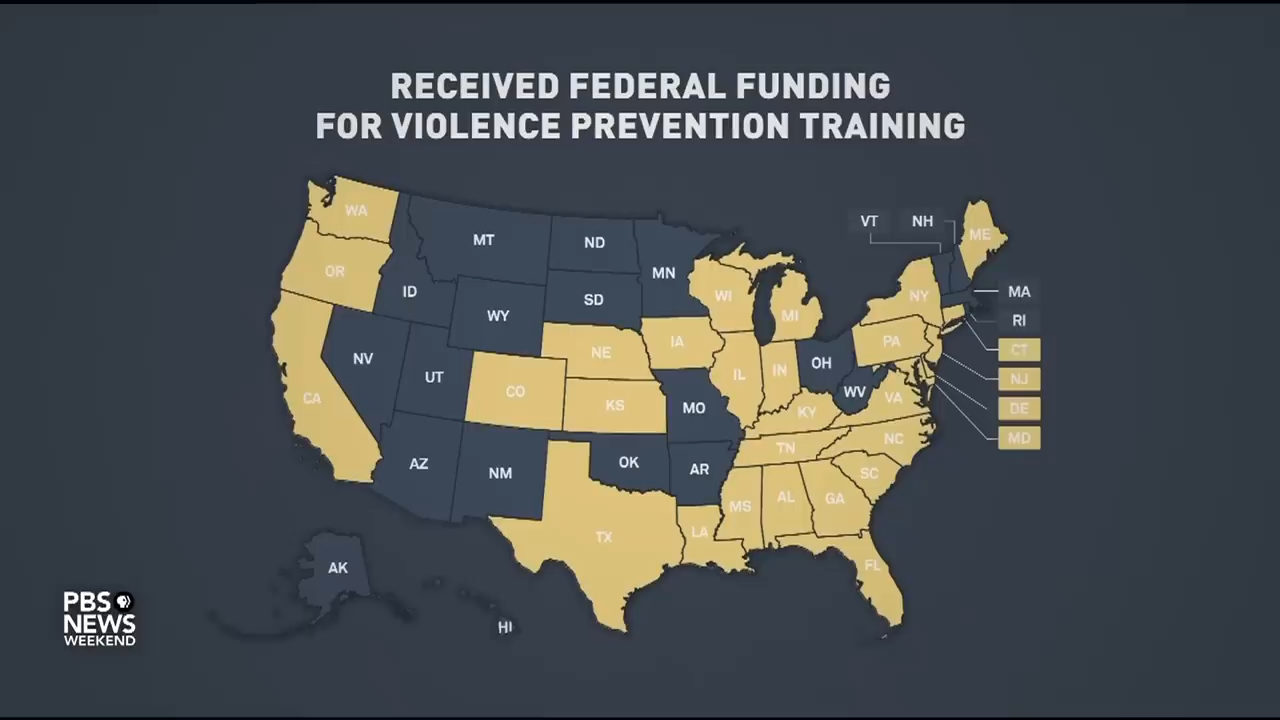 RECEIVED FEDERAL FUNDING
FOR VIOLENCE PREVENTION TRAINING
WA
MT
ND
MN
VT
NH
ME
OR
ID
SD
WY
WI
MI
NY
MA
RI
NV
UT
CO
NE
IA
IL
IN
OH
PA
CT
NJ
DE
MD
CA
KS
MO
KY
WV
VA
AZ
NM
OK
AR
TN
NC
SC
TX
LA
MS
AL
GA
FL
AK
HI
PBS
NEWS
WEEKEND